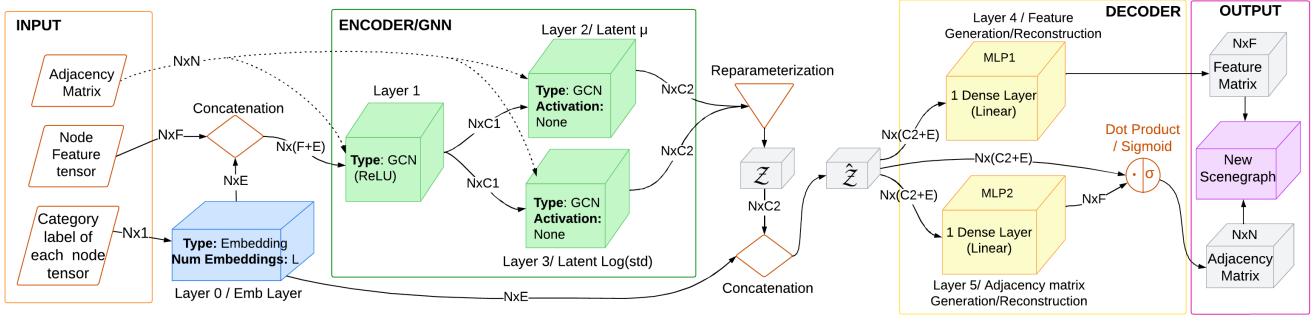 INPUT
Adjacency
Matrix
Node
Feature
tensor
Category
label of
each node
tensor
NxN
NxF
Nx1
Concatenation
NxE
Nx(F+E)
Type: Embedding
Num Embeddings: L
Layer 0 / Emb Layer
NxE
ENCODER/GNN
Layer 1
Type: GCN
(ReLU)
NxC1
NxC1
Layer 2/ Latent μ
Type: GCN
Activation:
None
Type: GCN
Activation:
None
Layer 3/ Latent Log(std)
NxC2
NxC2
Reparameterization
Z
NxC2
Concatenation
Ẑ
DECODER
Layer 4 / Feature
Generation/Reconstruction
MLP1
1 Dense Layer
(Linear)
Nx(C2+E)
Nx(C2+E)
Nx(C2+E)
MLP2
1 Dense Layer
(Linear)
NxF
Layer 5/ Adjacency matrix
Generation/Reconstruction
Dot Product
/ Sigmoid
· σ
OUTPUT
NxF
Feature
Matrix
New
Scenegraph
NxN
Adjacency
Matrix